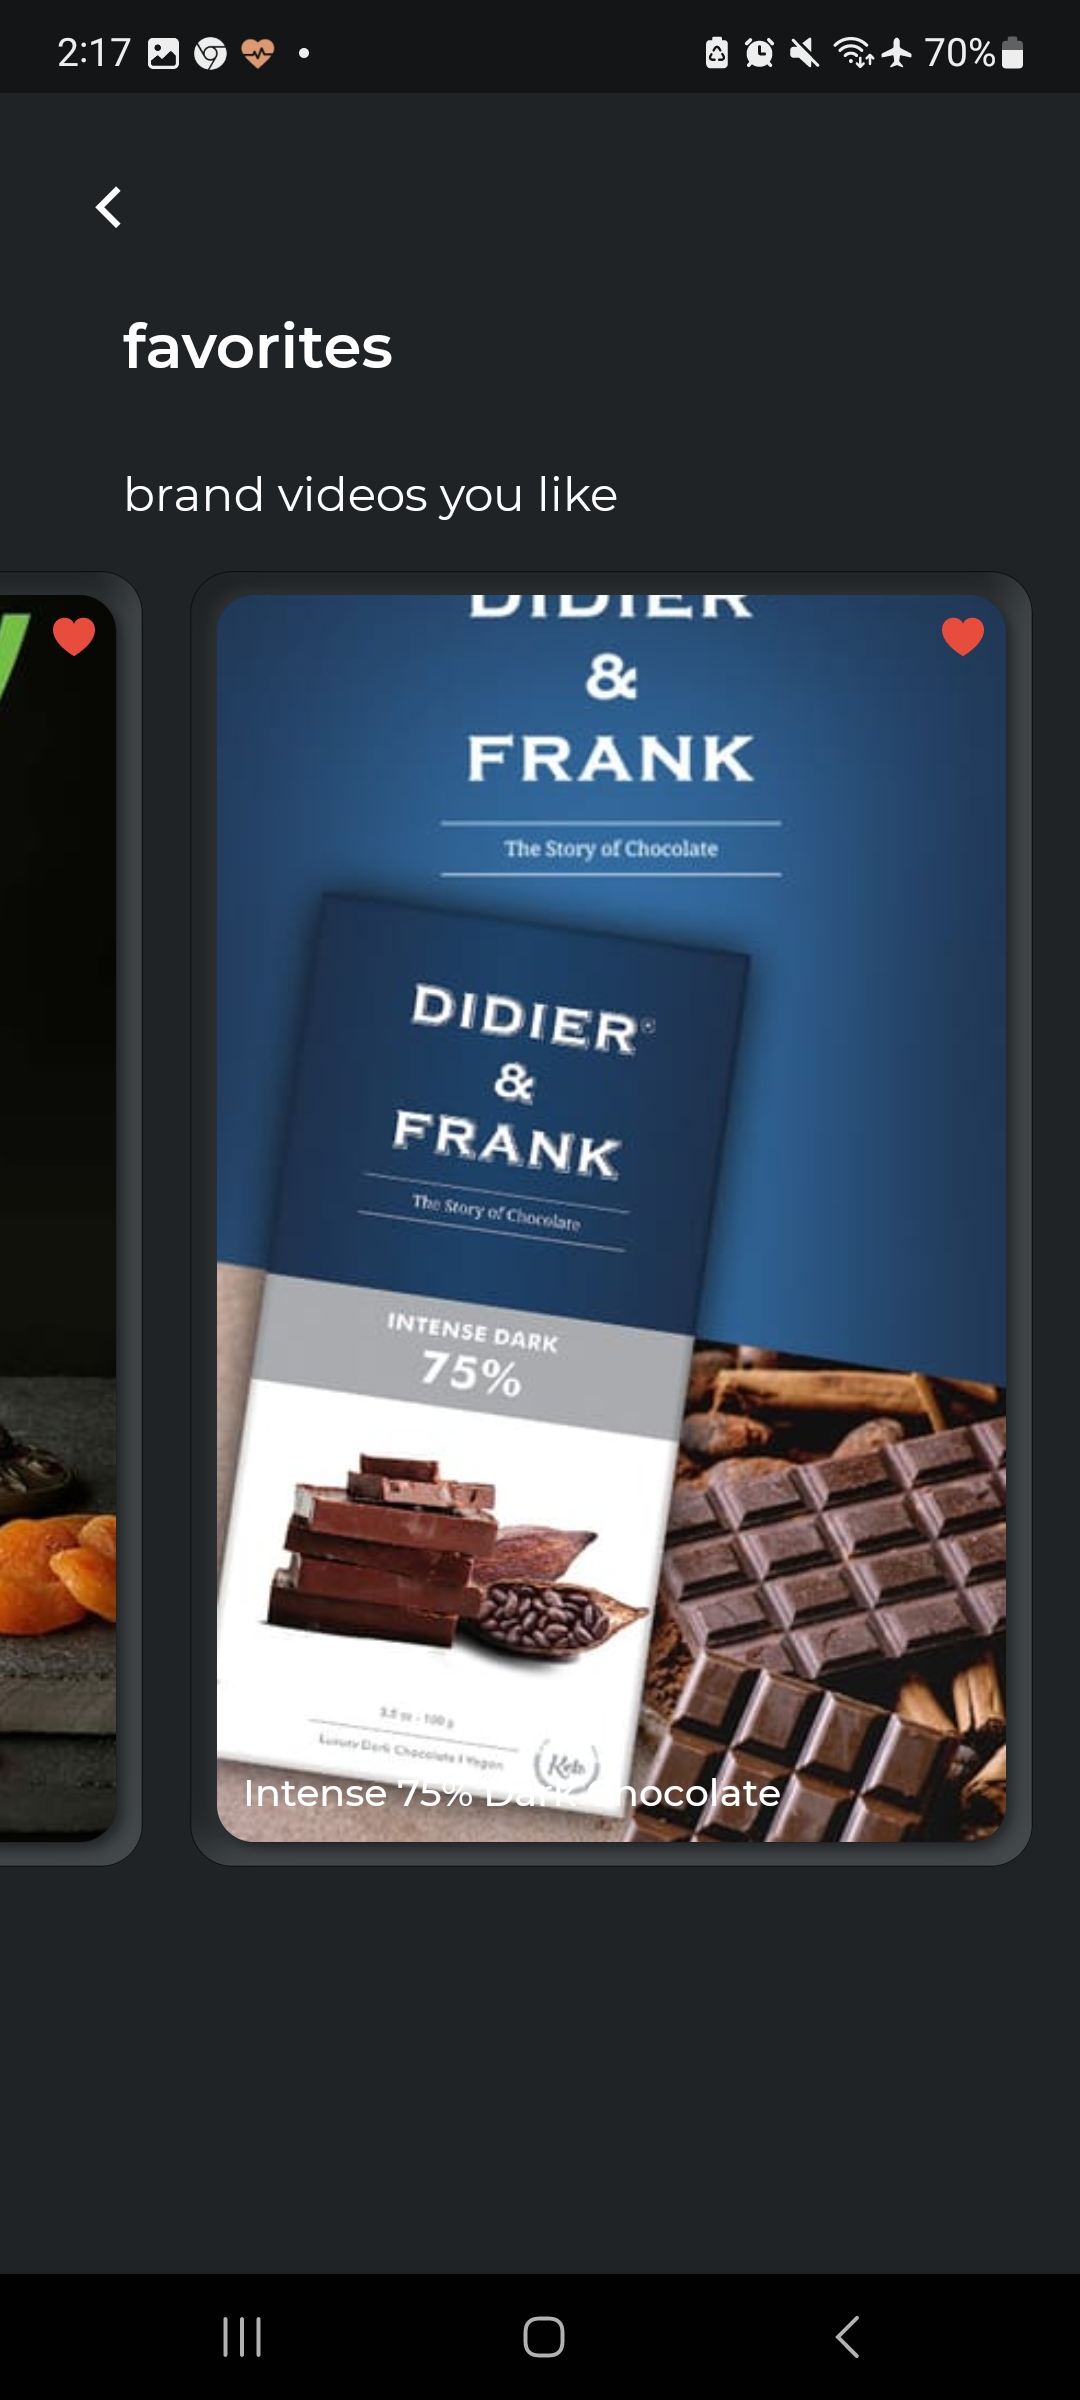 2:17
70%
favorites
brand videos you like
DIDIER
&
FRANK
The Story of Chocolate
DIDIER®
&
FRANK
The Story of Chocolate
INTENSE DARK
75%
3.5 oz - 100 g
Luxury Dark Chocolate | Vegan
Keto
Intense 75% Dark Chocolate